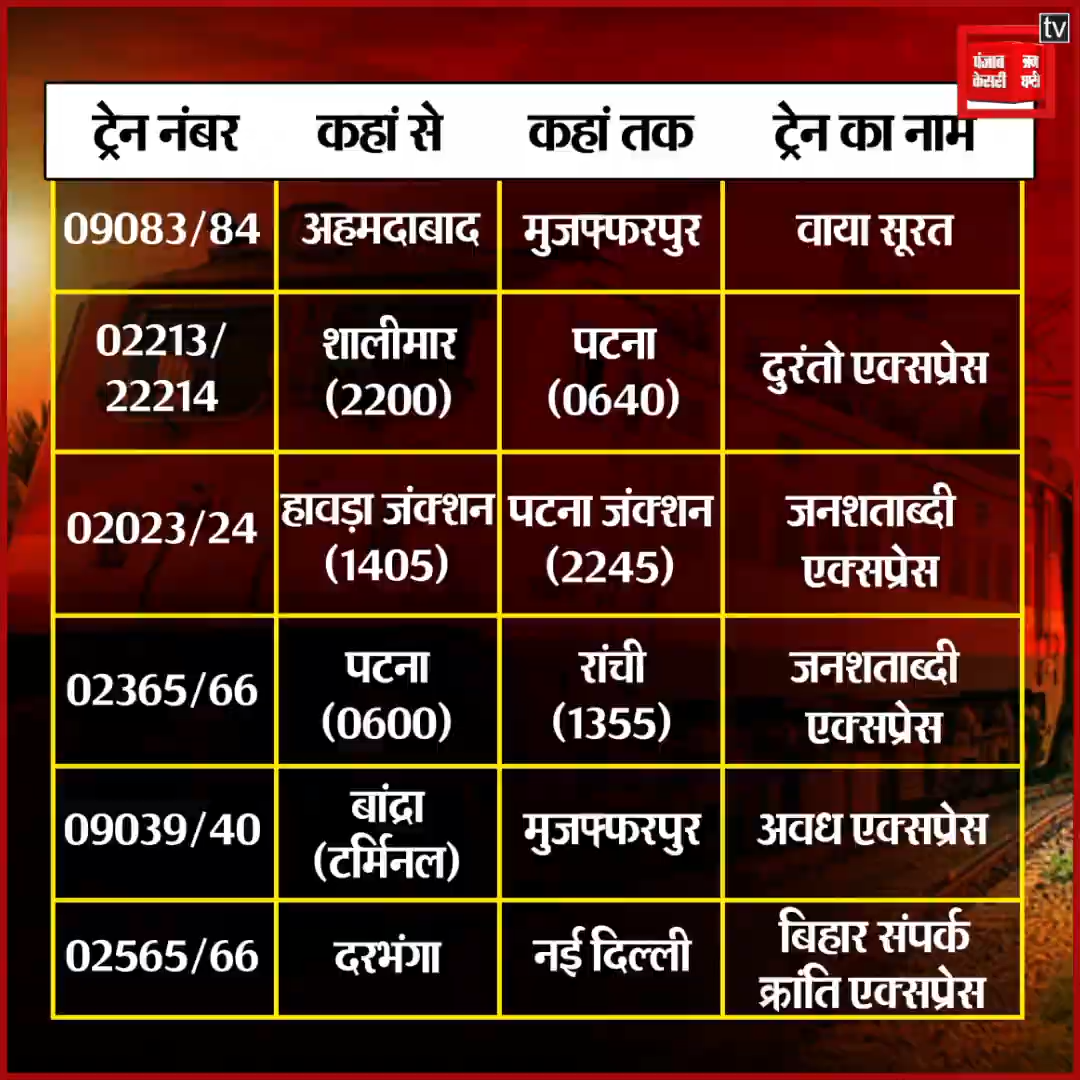 tv
पंजाब केसरी
ट्रेन नंबर कहां से कहां तक ट्रेन का नाम
09083/84 अहमदाबाद मुजफ्फरपुर वाया सूरत
02213/ 22214 शालीमार (2200) पटना (0640) दुरंतो एक्सप्रेस
02023/24 हावड़ा जंक्शन (1405) पटना जंक्शन (2245) जनशताब्दी एक्सप्रेस
02365/66 पटना (0600) रांची (1355) जनशताब्दी एक्सप्रेस
09039/40 बांद्रा (टर्मिनल) मुजफ्फरपुर अवध एक्सप्रेस
02565/66 दरभंगा नई दिल्ली बिहार संपर्क क्रांति एक्सप्रेस